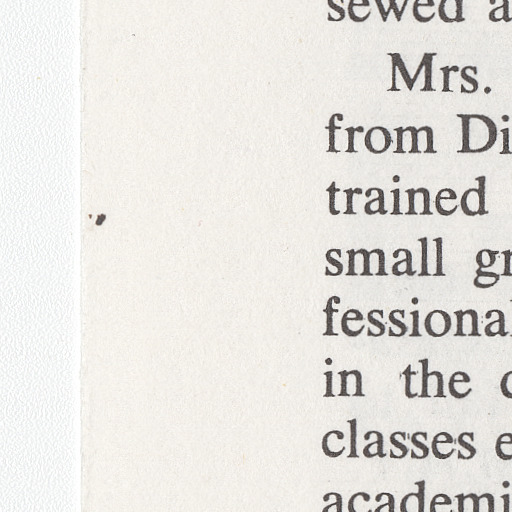 sewed a
Mrs.
from Di
trained
small gr
fessional
in the
classes e
academi